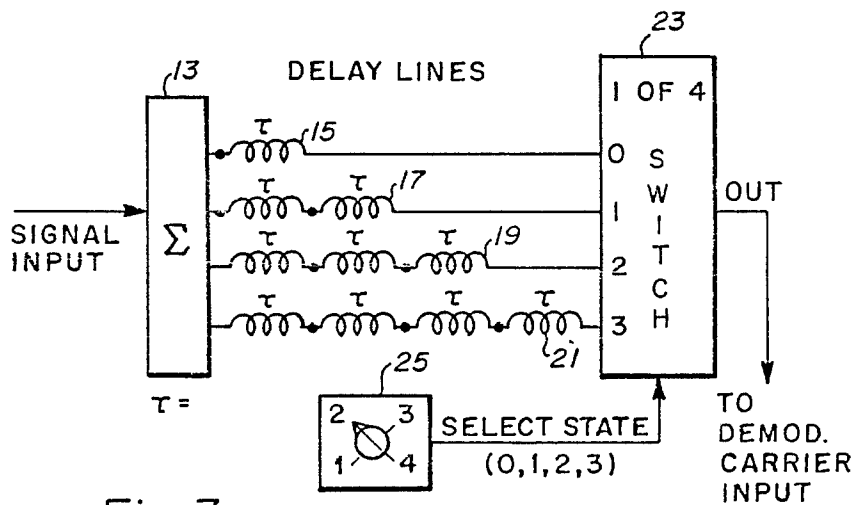 23
13
DELAY LINES
1 OF 4
τ
15
0
SWITCH
τ τ
17
1
OUT
SIGNAL
INPUT
Σ
τ τ τ
19
2
τ τ τ τ
21
3
τ =
25
2 3
1 4
SELECT STATE
(0,1,2,3)
TO
DEMOD.
CARRIER
INPUT